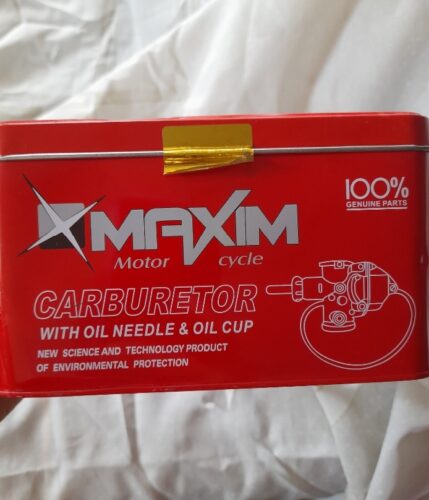 100%
GENUINE PARTS
MAXIM
Motor cycle
CARBURETOR
WITH OIL NEEDLE & OIL CUP
NEW SCIENCE AND TECHNOLOGY PRODUCT
OF ENVIRONMENTAL PROTECTION